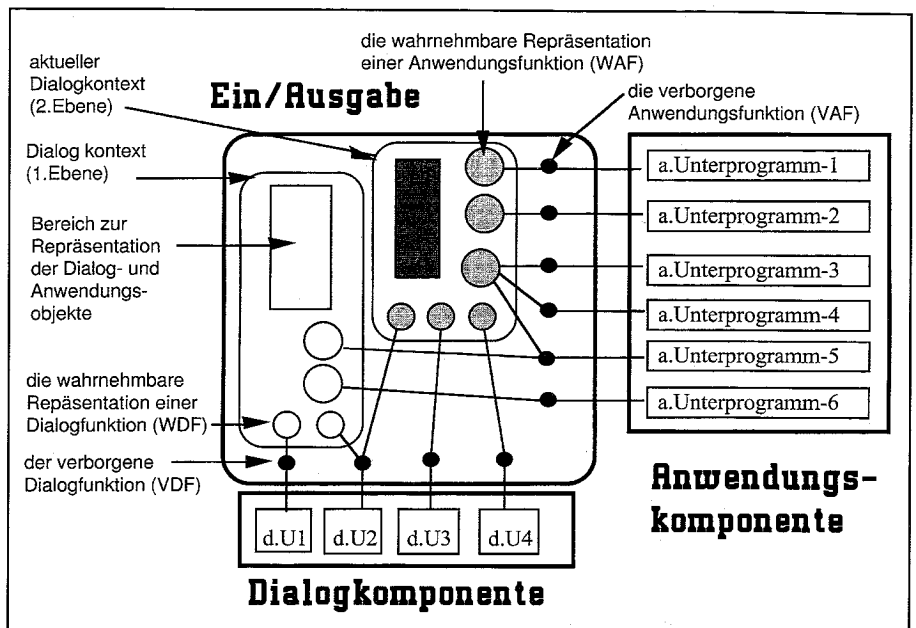 die wahrnehmbare Repräsentation
einer Anwendungsfunktion (WAF)
aktueller
Dialogkontext
(2.Ebene)
Ein/Ausgabe
die verborgene
Anwendungsfunktion (VAF)
Dialog kontext
(1.Ebene)
a.Unterprogramm-1
a.Unterprogramm-2
Bereich zur
Repräsentation
der Dialog- und
Anwendungs-
objekte
a.Unterprogramm-3
a.Unterprogramm-4
a.Unterprogramm-5
a.Unterprogramm-6
die wahrnehmbare
Repäsentation einer
Dialogfunktion (WDF)
der verborgene
Dialogfunktion (VDF)
Anwendungs-
komponente
d.U1
d.U2
d.U3
d.U4
Dialogkomponente